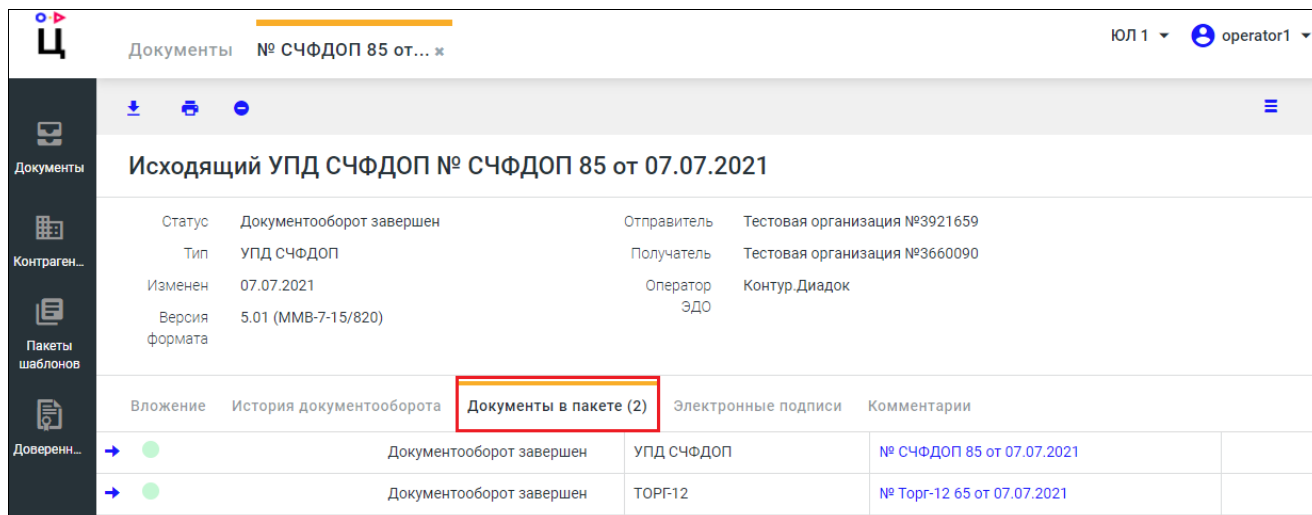 Ц
Документы № СЧФДОП 85 от... ×
ЮЛ 1 operator1
Документы
Контраген...
Пакеты
шаблонов
Доверенн...
Исходящий УПД СЧФДОП № СЧФДОП 85 от 07.07.2021
Статус Документооборот завершен Отправитель Тестовая организация №3921659
Тип УПД СЧФДОП Получатель Тестовая организация №3660090
Изменен 07.07.2021 Оператор Контур.Диадок
ЭДО
Версия 5.01 (ММВ-7-15/820)
формата
Вложение История документооборота Документы в пакете (2) Электронные подписи Комментарии
Документооборот завершен УПД СЧФДОП № СЧФДОП 85 от 07.07.2021
Документооборот завершен ТОРГ-12 № Торг-12 65 от 07.07.2021